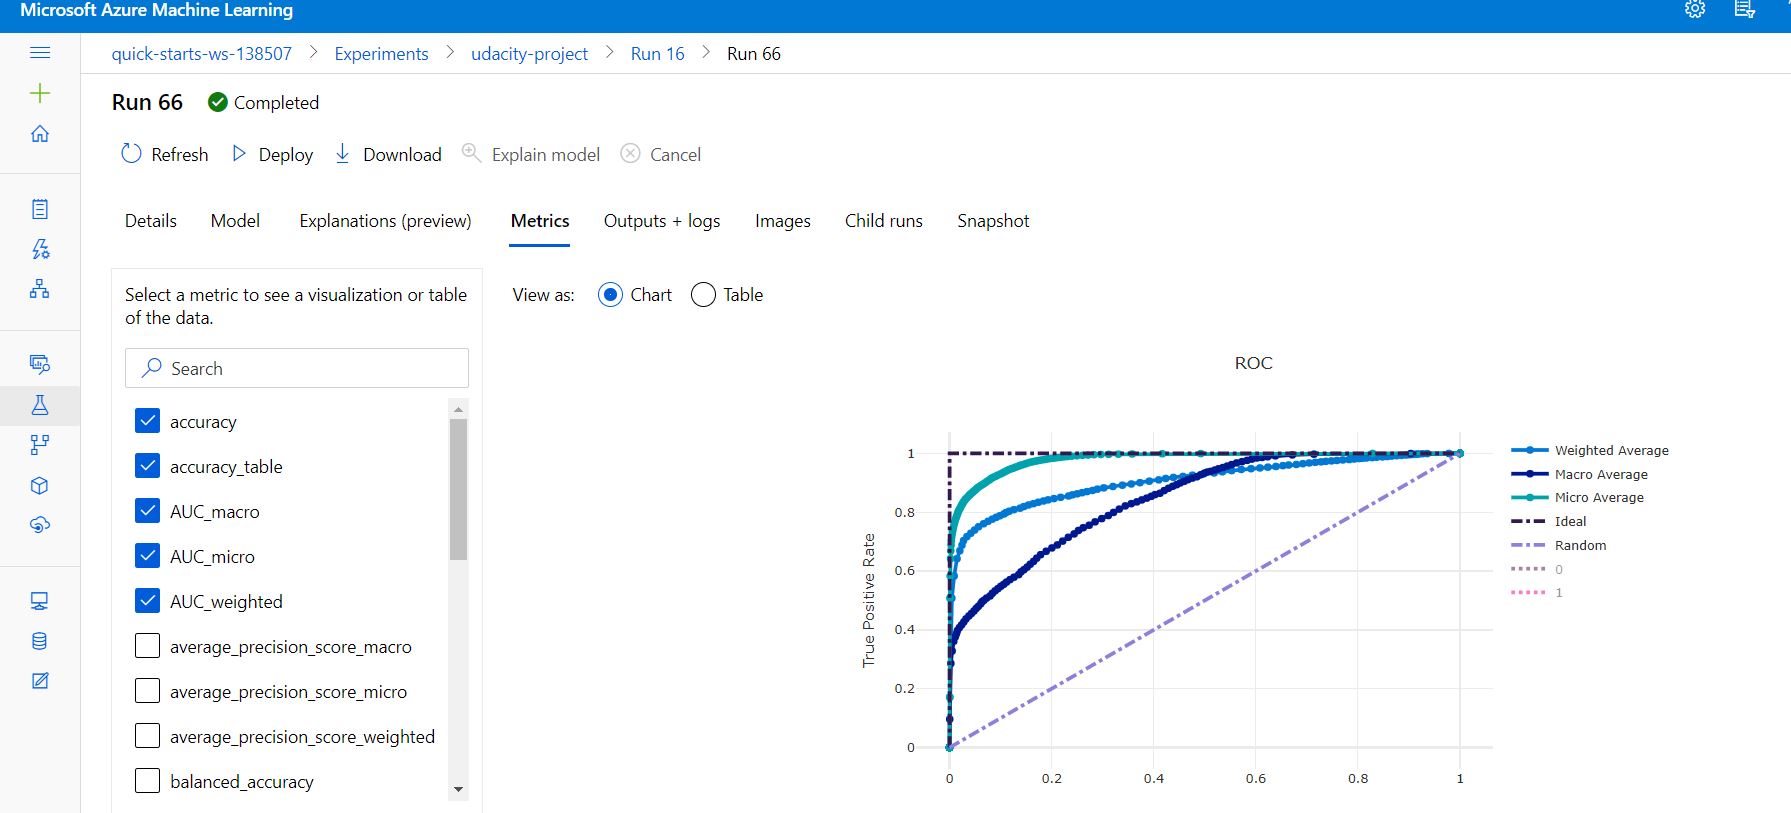 Microsoft Azure Machine Learning
quick-starts-ws-138507 > Experiments > udacity-project > Run 16 > Run 66
Run 66 Completed
Refresh Deploy Download Explain model Cancel
Details Model Explanations (preview) Metrics Outputs + logs Images Child runs Snapshot
Select a metric to see a visualization or table
of the data.
Search
accuracy
accuracy_table
AUC_macro
AUC_micro
AUC_weighted
average_precision_score_macro
average_precision_score_micro
average_precision_score_weighted
balanced_accuracy
View as: Chart Table
ROC
True Positive Rate
1
0.8
0.6
0.4
0.2
0
0 0.2 0.4 0.6 0.8 1
Weighted Average
Macro Average
Micro Average
Ideal
Random
0
1